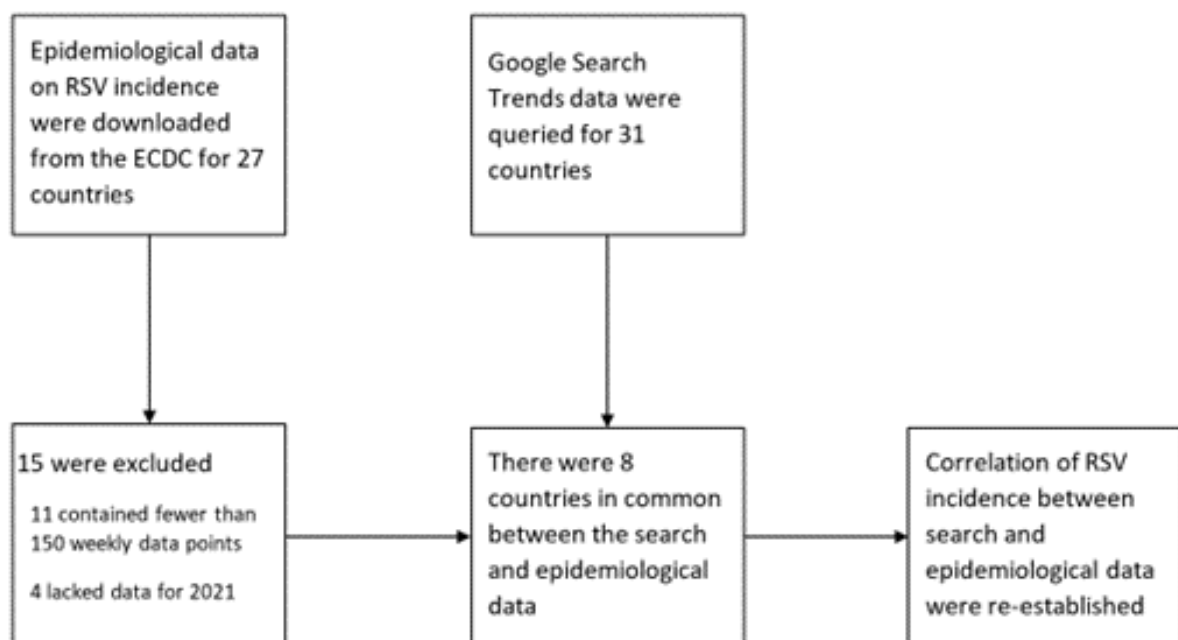 Epidemiological data
on RSV incidence
were downloaded
from the ECDC for 27
countries
Google Search
Trends data were
queried for 31
countries
15 were excluded
11 contained fewer than
150 weekly data points
4 lacked data for 2021
There were 8
countries in common
between the search
and epidemiological
data
Correlation of RSV
incidence between
search and
epidemiological data
were re-established